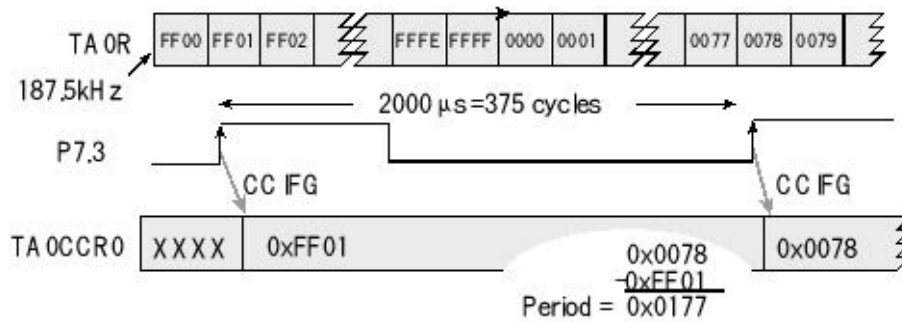 TA0R FF00 FF01 FF02 FFFE FFFF 0000 0001 0077 0078 0079
187.5kHz
2000 µs=375 cycles
P7.3
CCIFG CCIFG
TA0CCR0 XXXX 0xFF01 0x0078
0x0078
-0xFF01
Period = 0x0177